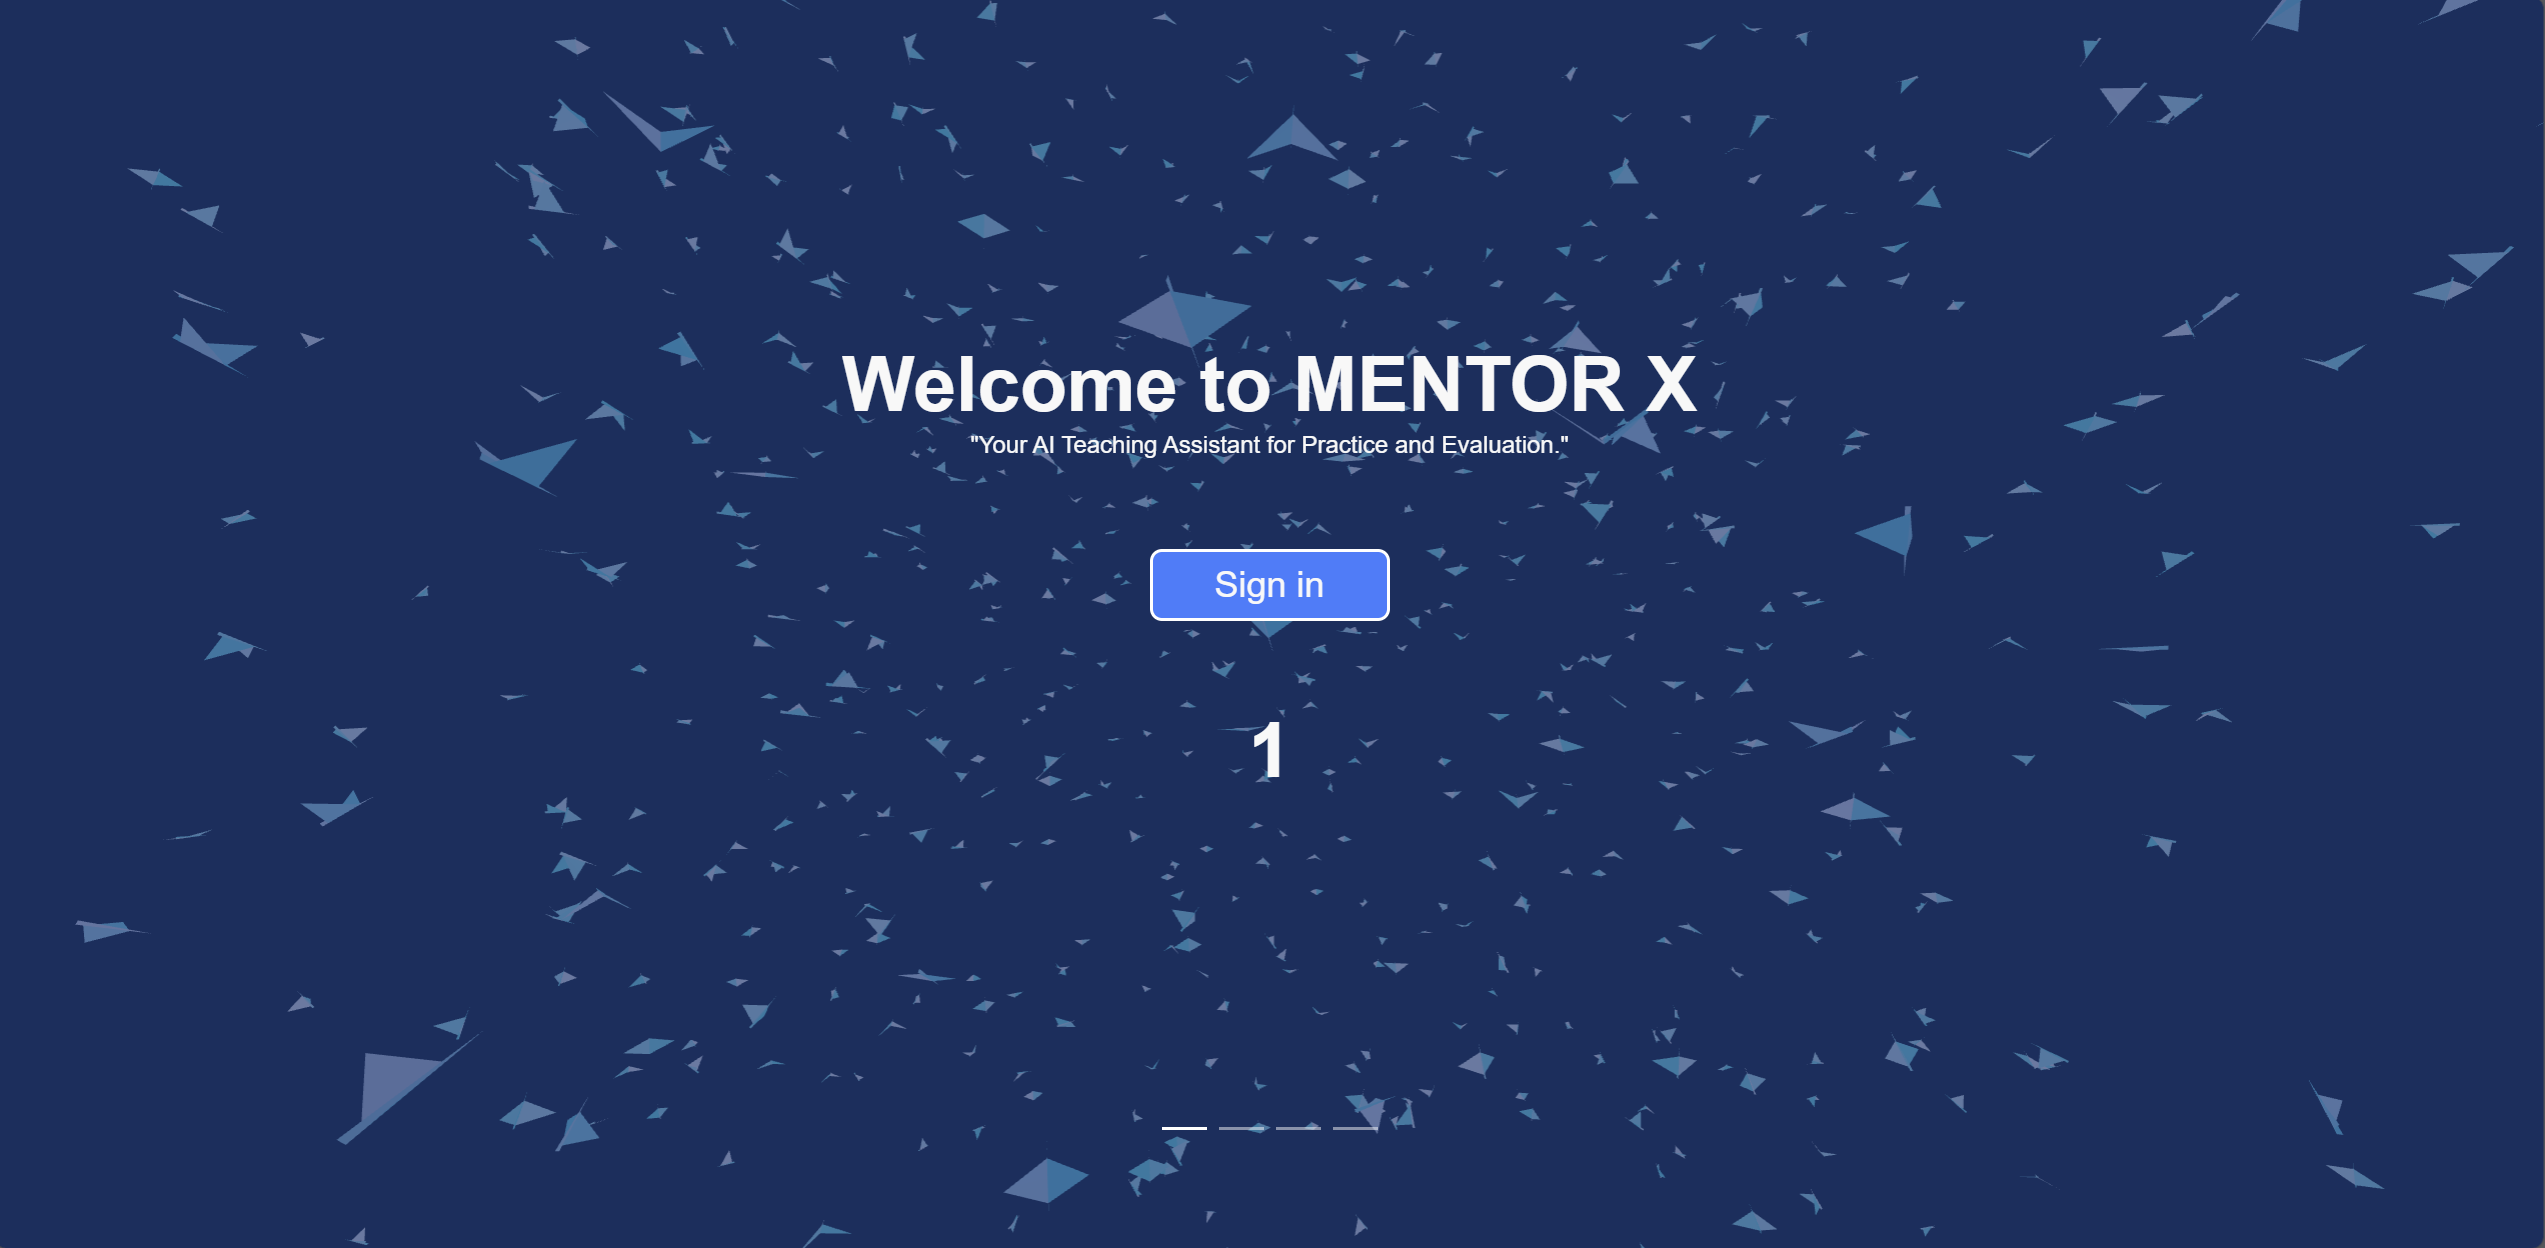 Welcome to MENTOR X
"Your AI Teaching Assistant for Practice and Evaluation."
Sign in
1